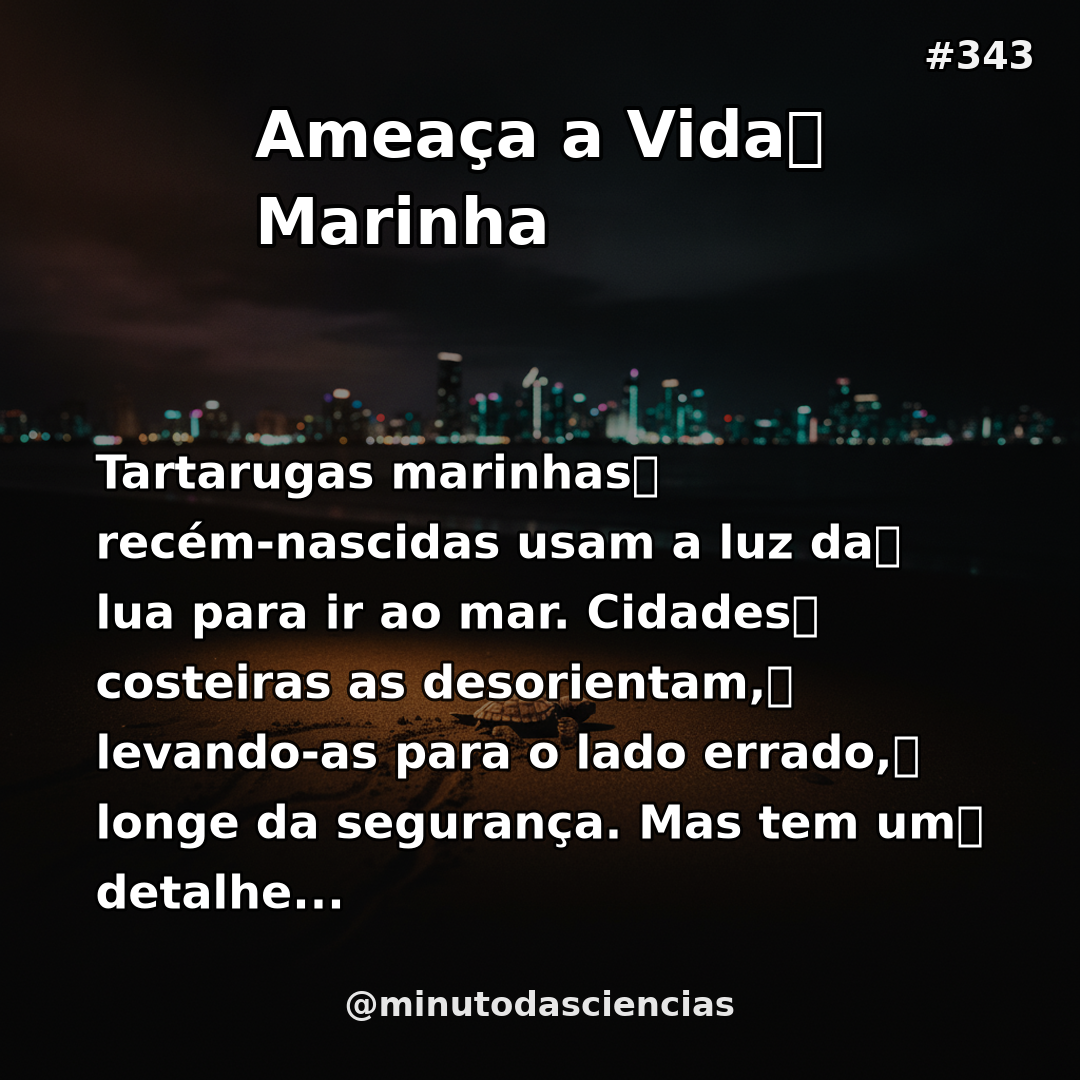 #343
Ameaça a Vida▯
Marinha
Tartarugas marinhas▯
recém-nascidas usam a luz da▯
lua para ir ao mar. Cidades▯
costeiras as desorientam,▯
levando-as para o lado errado,▯
longe da segurança. Mas tem um▯
detalhe...
@minutodasciencias